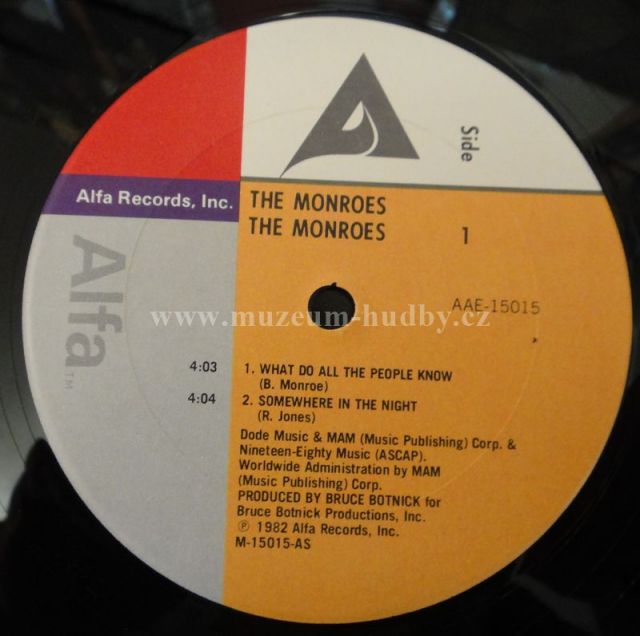 Side
Alfa Records, Inc.
THE MONROES
THE MONROES
1
Alfa™
AAE-15015
www.muzeum-hudby.cz
4:03 1. WHAT DO ALL THE PEOPLE KNOW
(B. Monroe)
4:04 2. SOMEWHERE IN THE NIGHT
(R. Jones)
Dode Music & MAM (Music Publishing) Corp. &
Nineteen-Eighty Music (ASCAP).
Worldwide Administration by MAM
(Music Publishing) Corp.
PRODUCED BY BRUCE BOTNICK for
Bruce Botnick Productions, Inc.
℗ 1982 Alfa Records, Inc.
M-15015-AS